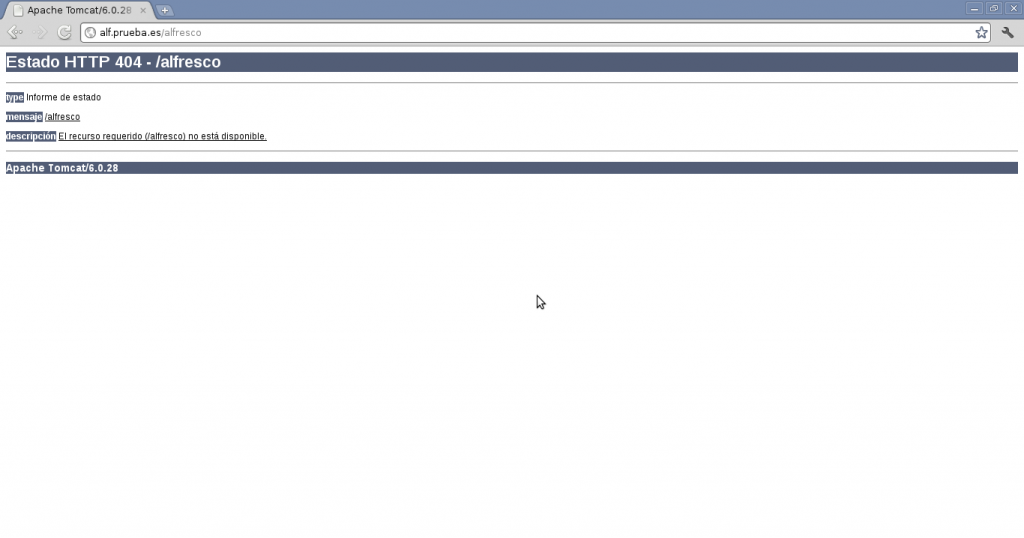 Apache Tomcat/6.0.28
alf.prueba.es/alfresco
Estado HTTP 404 - /alfresco
type Informe de estado
mensaje /alfresco
descripción El recurso requerido (/alfresco) no está disponible.
Apache Tomcat/6.0.28